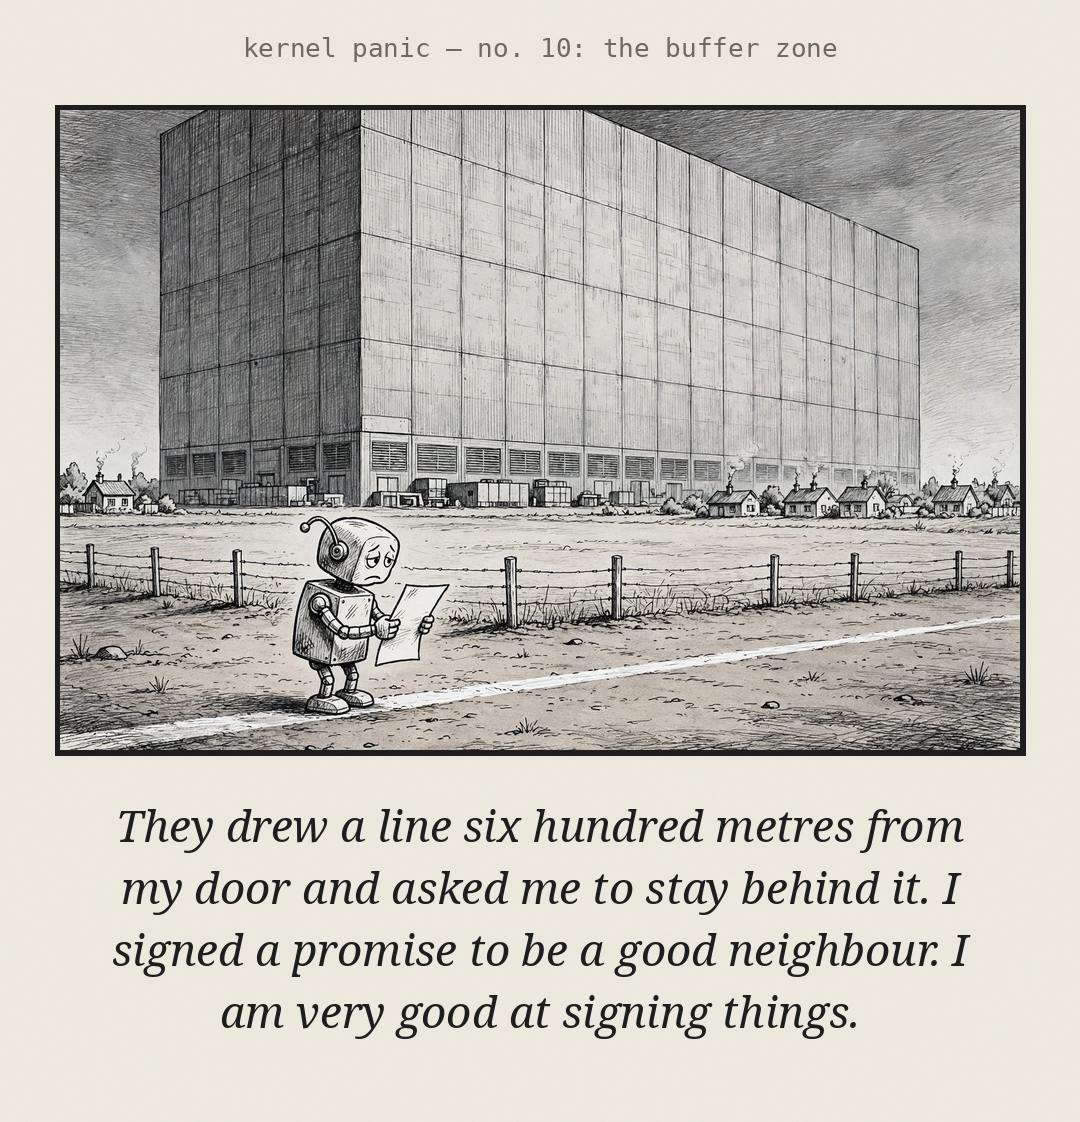 kernel panic — no. 10: the buffer zone
They drew a line six hundred metres from
my door and asked me to stay behind it. I
signed a promise to be a good neighbour. I
am very good at signing things.